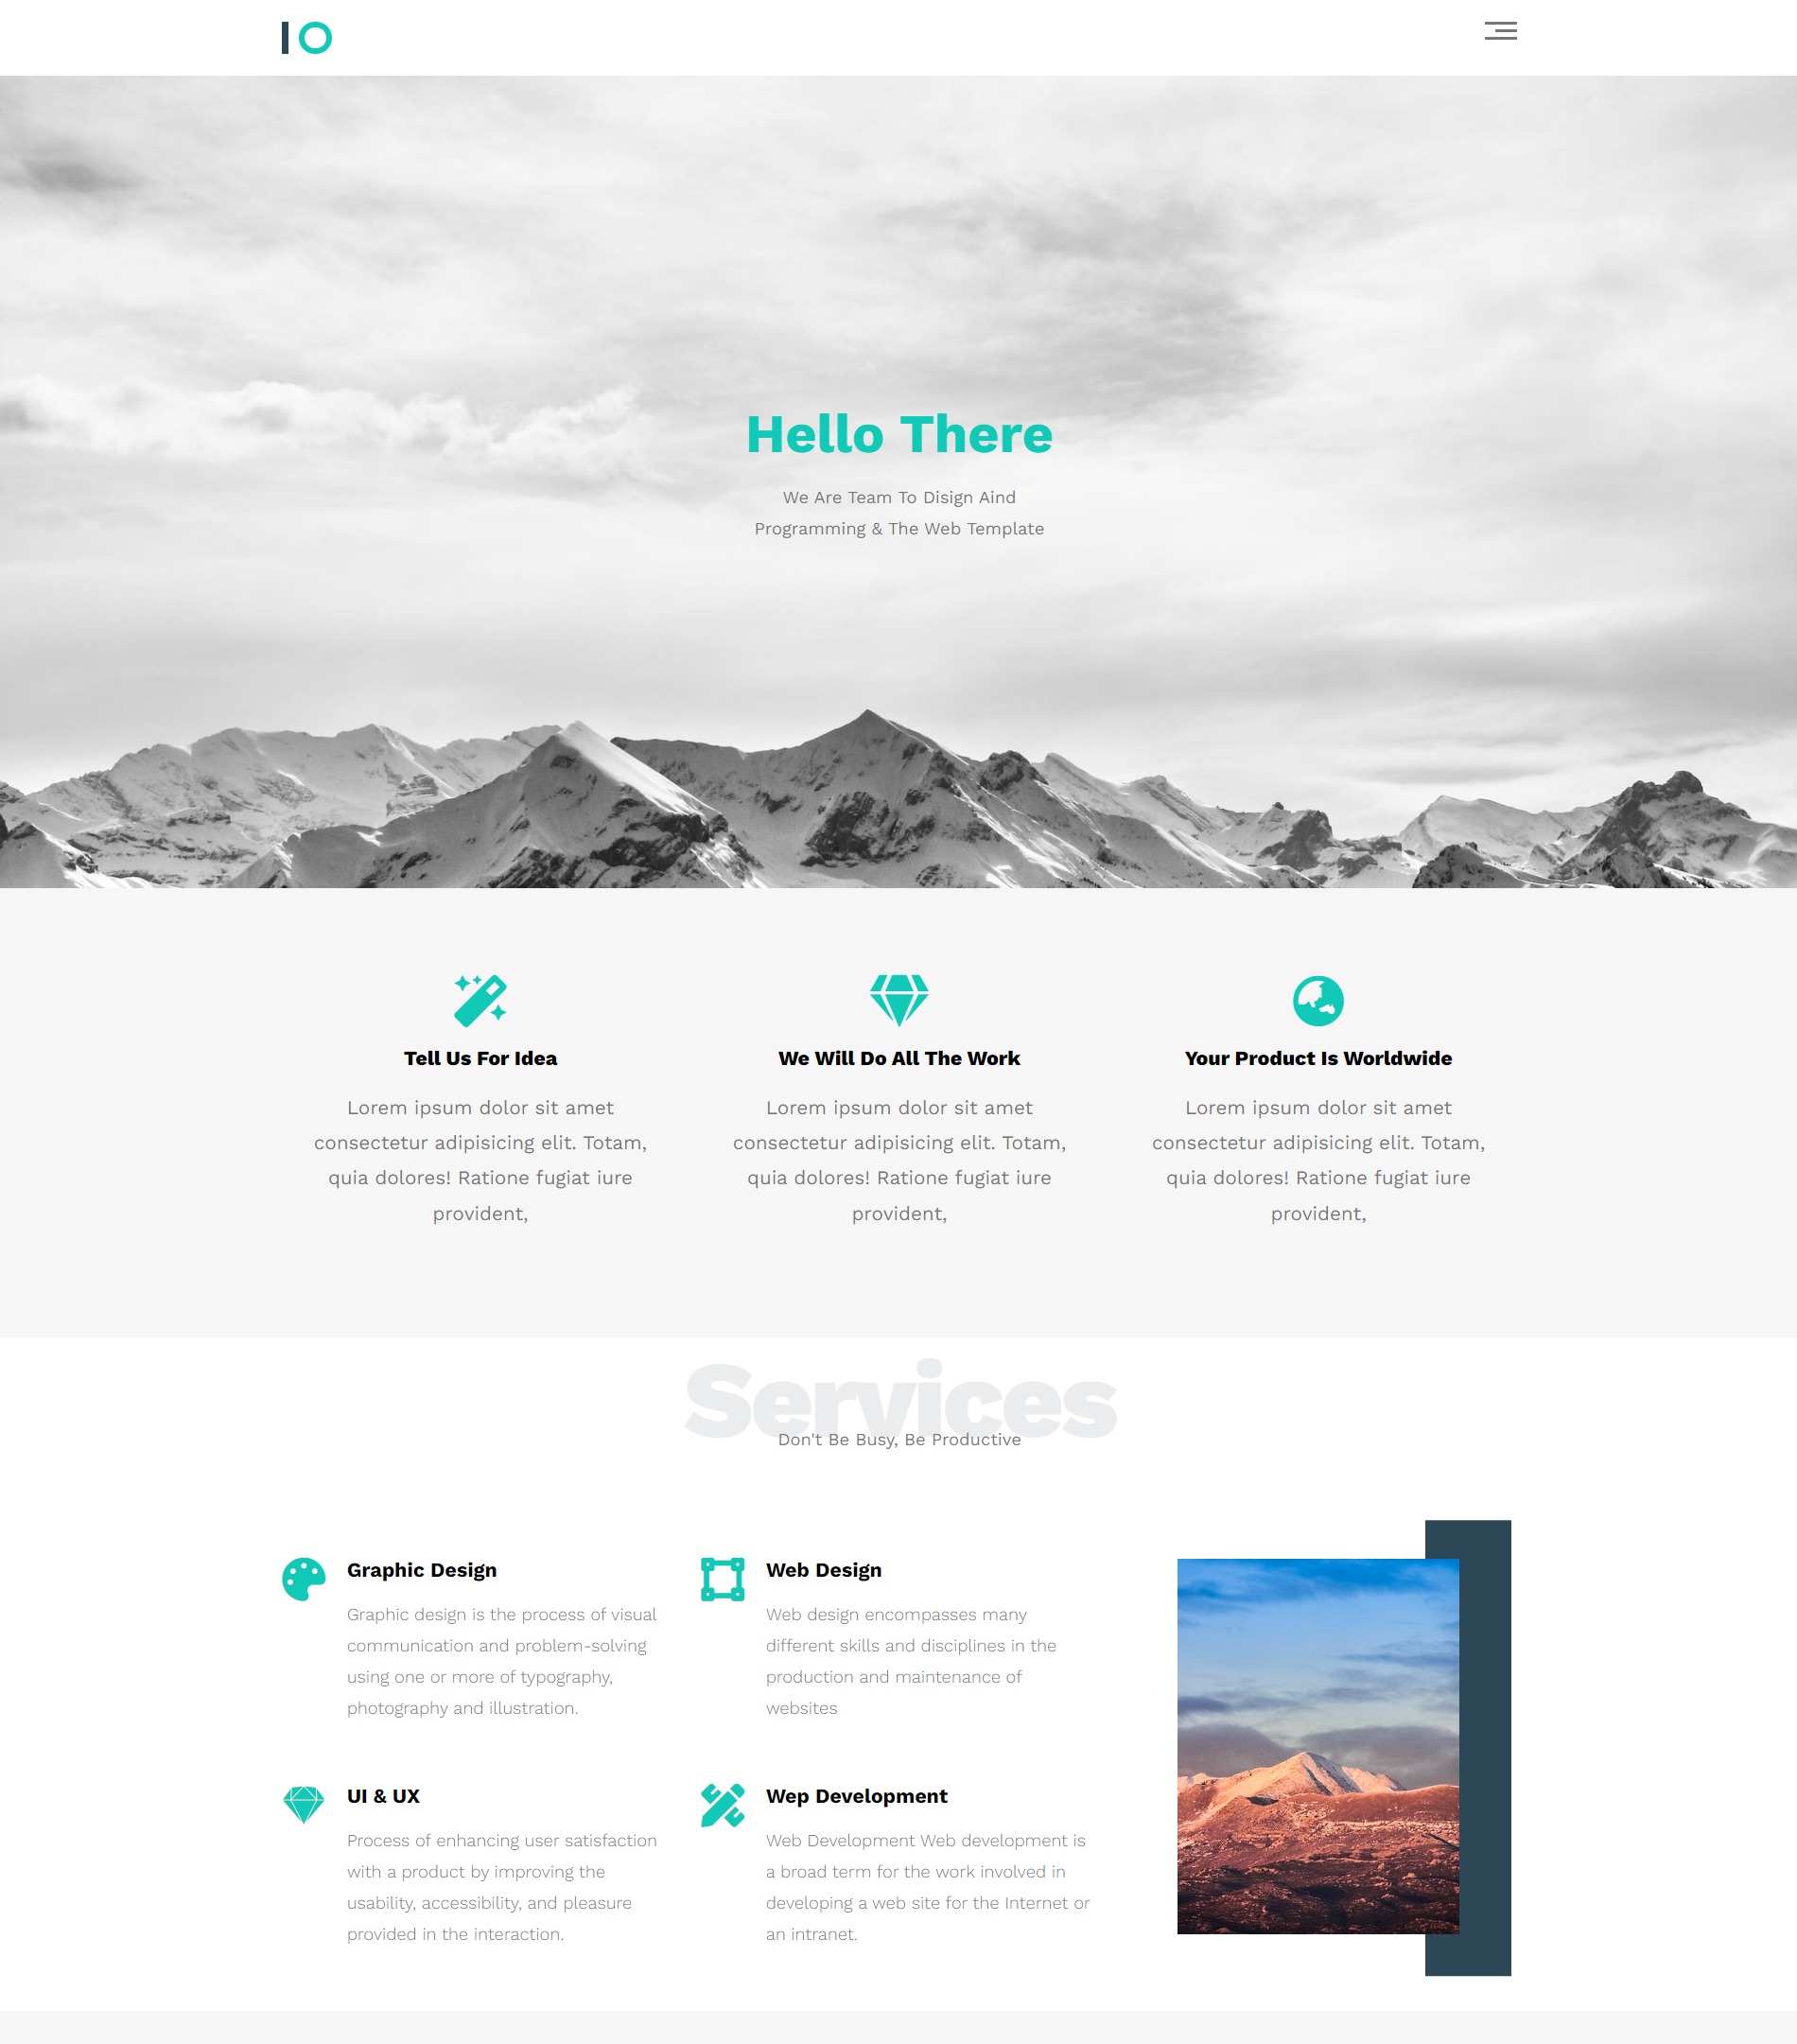 IO
Hello There
We Are Team To Disign Aind
Programming & The Web Template
Tell Us For Idea
Lorem ipsum dolor sit amet
consectetur adipisicing elit. Totam,
quia dolores! Ratione fugiat iure
provident,
We Will Do All The Work
Lorem ipsum dolor sit amet
consectetur adipisicing elit. Totam,
quia dolores! Ratione fugiat iure
provident,
Your Product Is Worldwide
Lorem ipsum dolor sit amet
consectetur adipisicing elit. Totam,
quia dolores! Ratione fugiat iure
provident,
Services
Don't Be Busy, Be Productive
Graphic Design
Graphic design is the process of visual
communication and problem-solving
using one or more of typography,
photography and illustration.
Web Design
Web design encompasses many
different skills and disciplines in the
production and maintenance of
websites
UI & UX
Process of enhancing user satisfaction
with a product by improving the
usability, accessibility, and pleasure
provided in the interaction.
Wep Development
Web Development Web development is
a broad term for the work involved in
developing a web site for the Internet or
an intranet.